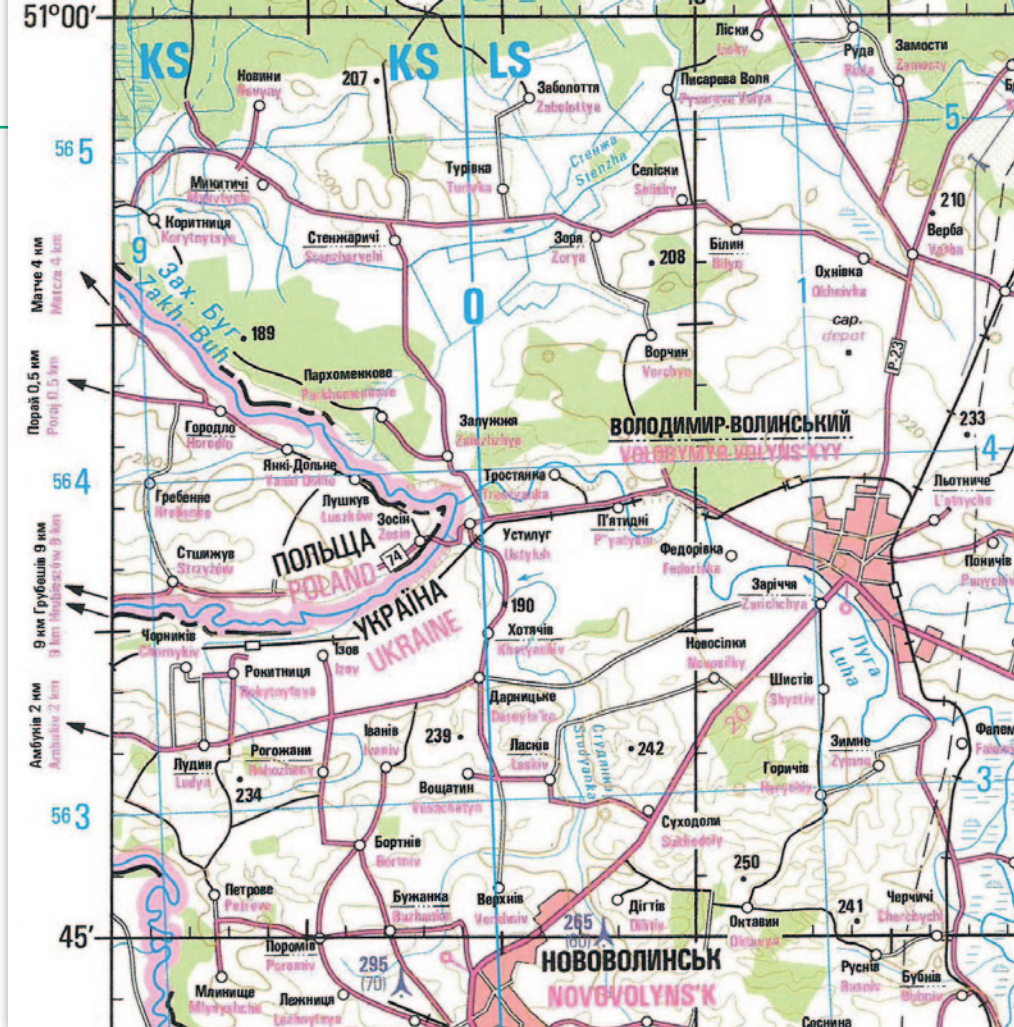 51°00′
KS
KS
LS
Новини
Novyny
207
Заболоття
Zabolottya
Ліски
Lisky
Писарева Воля
Pysareva Volya
Руда
Ruda
Замости
Zamosty
5
56 5
Микитичі
Mykytychi
200
Турівка
Turivka
Стенжа
Stenzha
Селіски
Selisky
210
Верба
Verba
Коритниця
Korytnytsya
Стенжаричі
Stenzharychi
Зоря
Zorya
208
Білин
Bilyn
Охнівка
Okhnivka
Матче 4 км
Matcze 4 km
9
Зах. Буг
Zakh. Buh
0
1
сар.
depot
189
Ворчин
Vorchyn
P-23
Порай 0,5 км
Poraj 0.5 km
Пархоменкове
Parkhomenkove
Городло
Horodlo
Залужжя
Zaluzhzhya
ВОЛОДИМИР-ВОЛИНСЬКИЙ
VOLODYMYR-VOLYNS'KYY
220
233
4
200
Янкі-Дольне
Yanki Dolne
56 4
Гребенне
Hrebenne
Лушкув
Łuszków
Тростянка
Trostyanka
Льотниче
L'otnyche
Зосін
Zosin
Устилуг
Ustyluh
П'ятидні
P"yatydni
Федорівка
Fedorivka
Поничів
Ponychiv
Стшижув
Strzyżów
ПОЛЬЩА
POLAND
74
9 км Грубешів 9 км
9 km Hrubieszów 9 km
УКРАЇНА
UKRAINE
190
Заріччя
Zarichchya
Хотячів
Khotyachiv
Чорників
Chornykiv
Ізов
Izov
Новосілки
Novosilky
Луга
Luha
Рокитниця
Rokytnytsya
Шистів
Shystiv
Амбуків 2 км
Ambukiv 2 km
Дарницьке
Darnyts'ke
20
Іванів
Ivaniv
239
Ласків
Laskiv
Студянка
Studyanka
242
Рогожани
Rohozhany
Зимне
Zymne
Фалем
Людин
Ludyn
234
Вощатин
Voshchatyn
Горичів
Horychiv
3
56 3
Суходоли
Sukhodoly
Бортнів
Bortniv
250
Петрове
Petrove
Бужанка
Buzhanka
Верхнів
Verkhniv
Дігтів
Dihtiv
Октавин
Oktavyn
241
Черчичі
Cherchychi
265
(60)
45′
Поромів
Poromiv
НОВОВОЛИНСЬК
NOVOVOLYNS'K
295
(70)
Руснів
Rusniv
Бубнів
Bubniv
Млинище
Mlynyshche
Лежниця
Lezhnytsya
Соснина